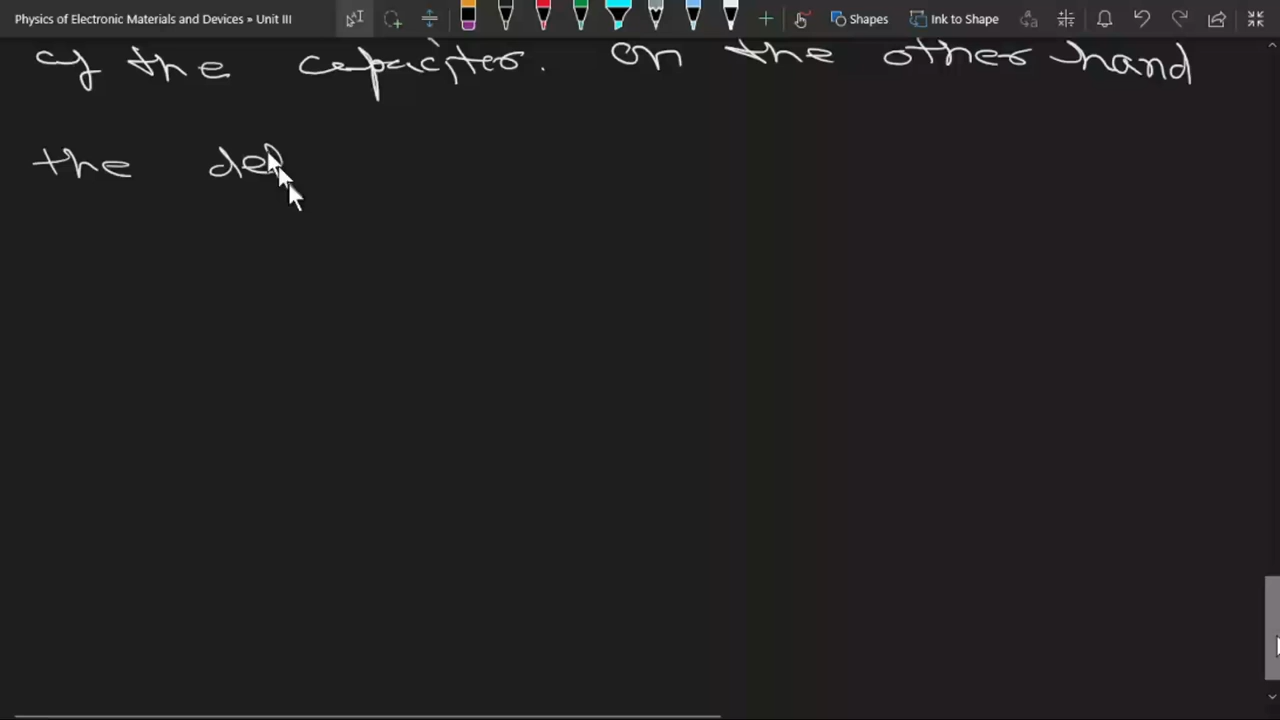 Physics of Electronic Materials and Devices » Unit III Shapes Ink to Shape
of the capacitor. on the other hand
the del